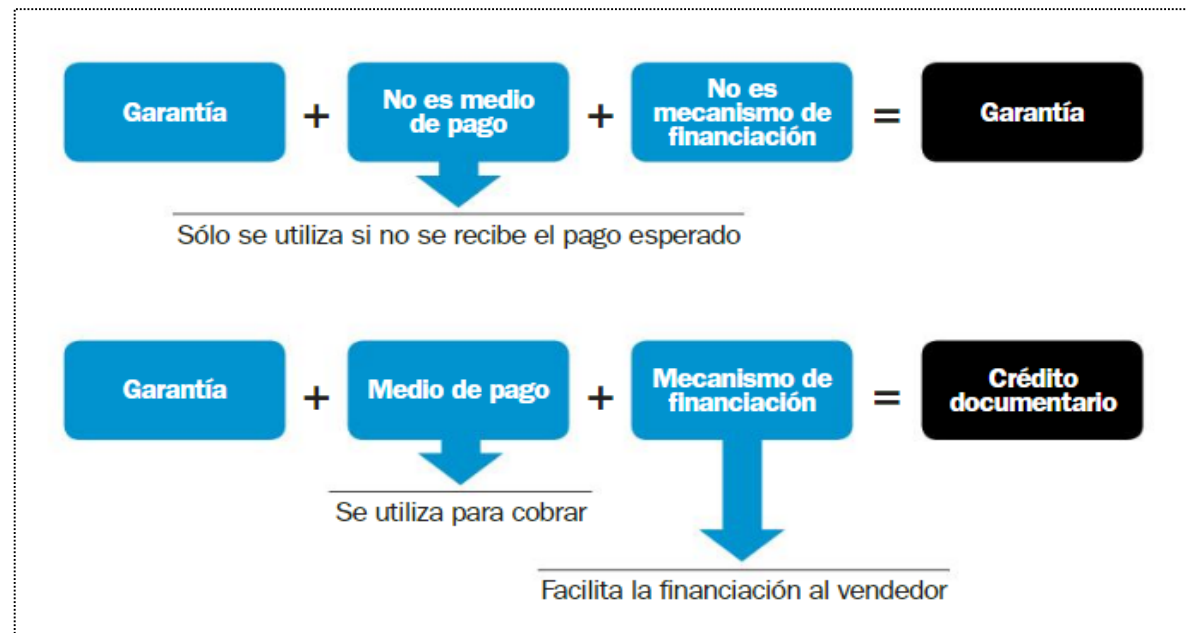 Garantía + No es medio de pago + No es mecanismo de financiación = Garantía
Sólo se utiliza si no se recibe el pago esperado
Garantía + Medio de pago + Mecanismo de financiación = Crédito documentario
Se utiliza para cobrar
Facilita la financiación al vendedor